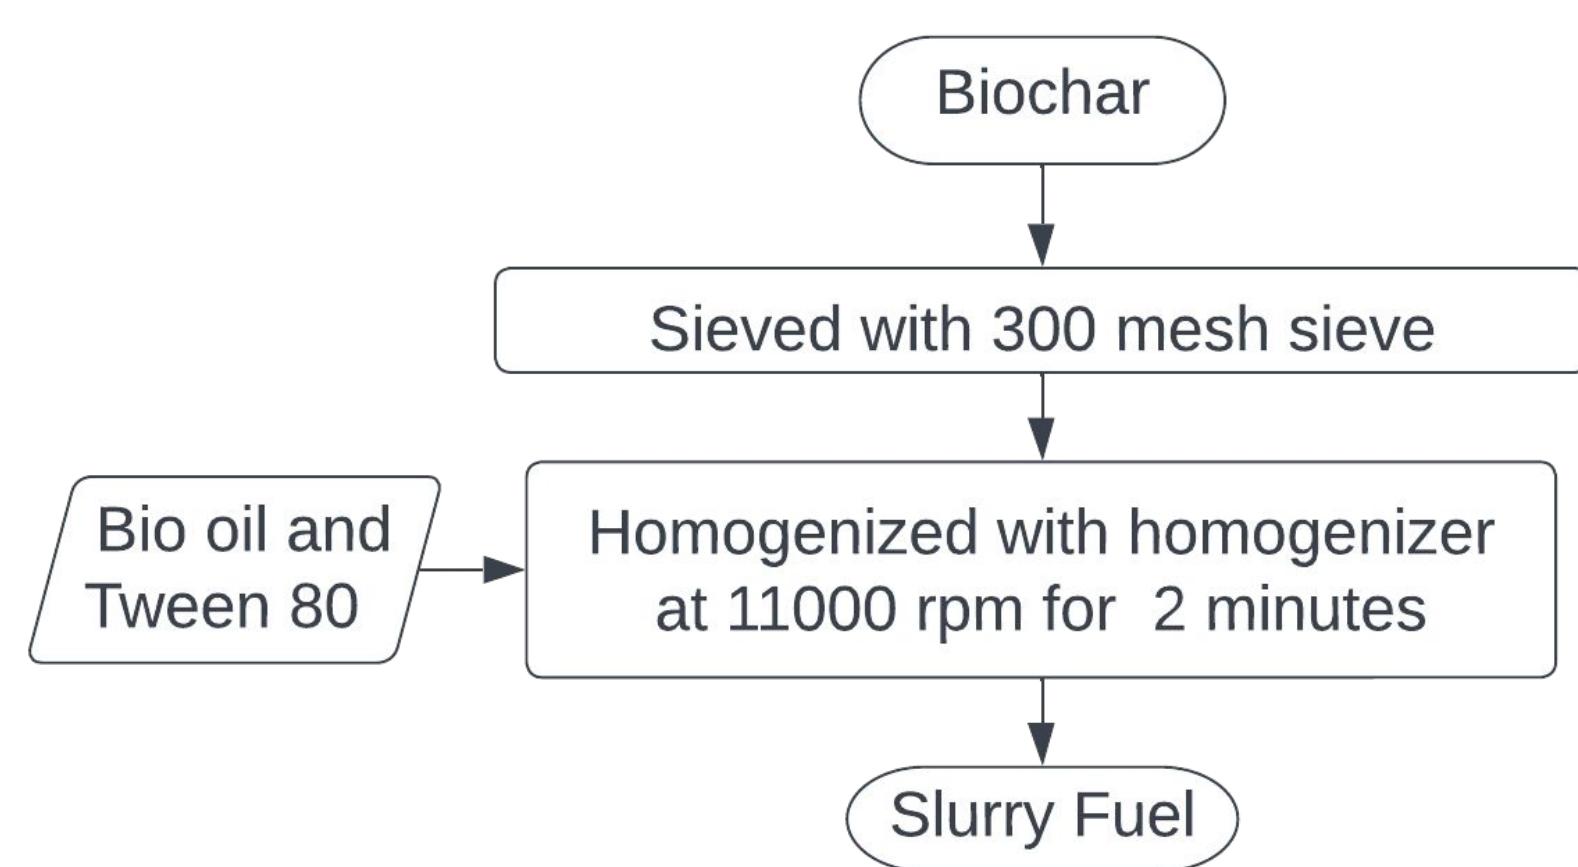 Biochar
Sieved with 300 mesh sieve
Bio oil and
Tween 80
Homogenized with homogenizer
at 11000 rpm for  2 minutes
Slurry Fuel